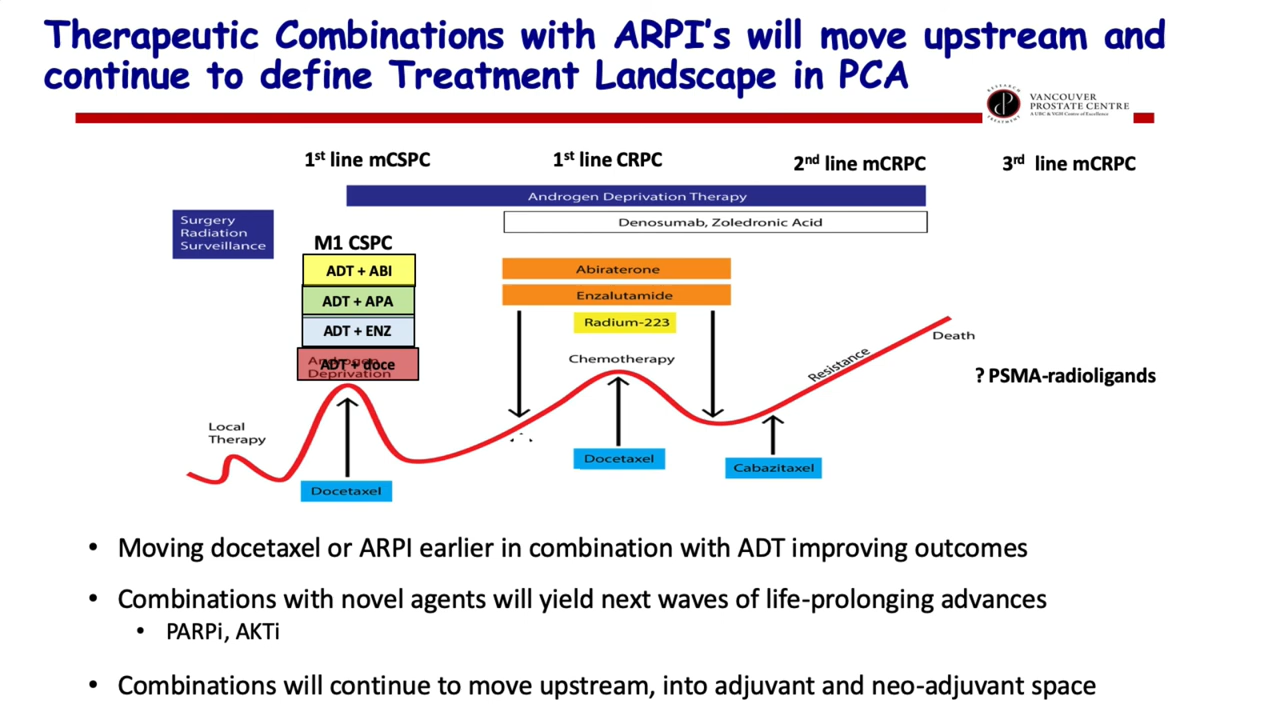 Therapeutic Combinations with ARPI's will move upstream and
continue to define Treatment Landscape in PCA
RESEARCH
TREATMENT
VANCOUVER
PROSTATE CENTRE
A UBC & VGH Centre of Excellence
1st line mCSPC
1st line CRPC
2nd line mCRPC
3rd line mCRPC
Androgen Deprivation Therapy
Denosumab, Zoledronic Acid
Surgery
Radiation
Surveillance
M1 CSPC
ADT + ABI
ADT + APA
ADT + ENZ
Androgen
Deprivation
ADT + doce
Abiraterone
Enzalutamide
Radium-223
Chemotherapy
Resistance
Death
? PSMA-radioligands
Local
Therapy
Docetaxel
Docetaxel
Cabazitaxel
• Moving docetaxel or ARPI earlier in combination with ADT improving outcomes
• Combinations with novel agents will yield next waves of life-prolonging advances
• PARPi, AKTi
• Combinations will continue to move upstream, into adjuvant and neo-adjuvant space